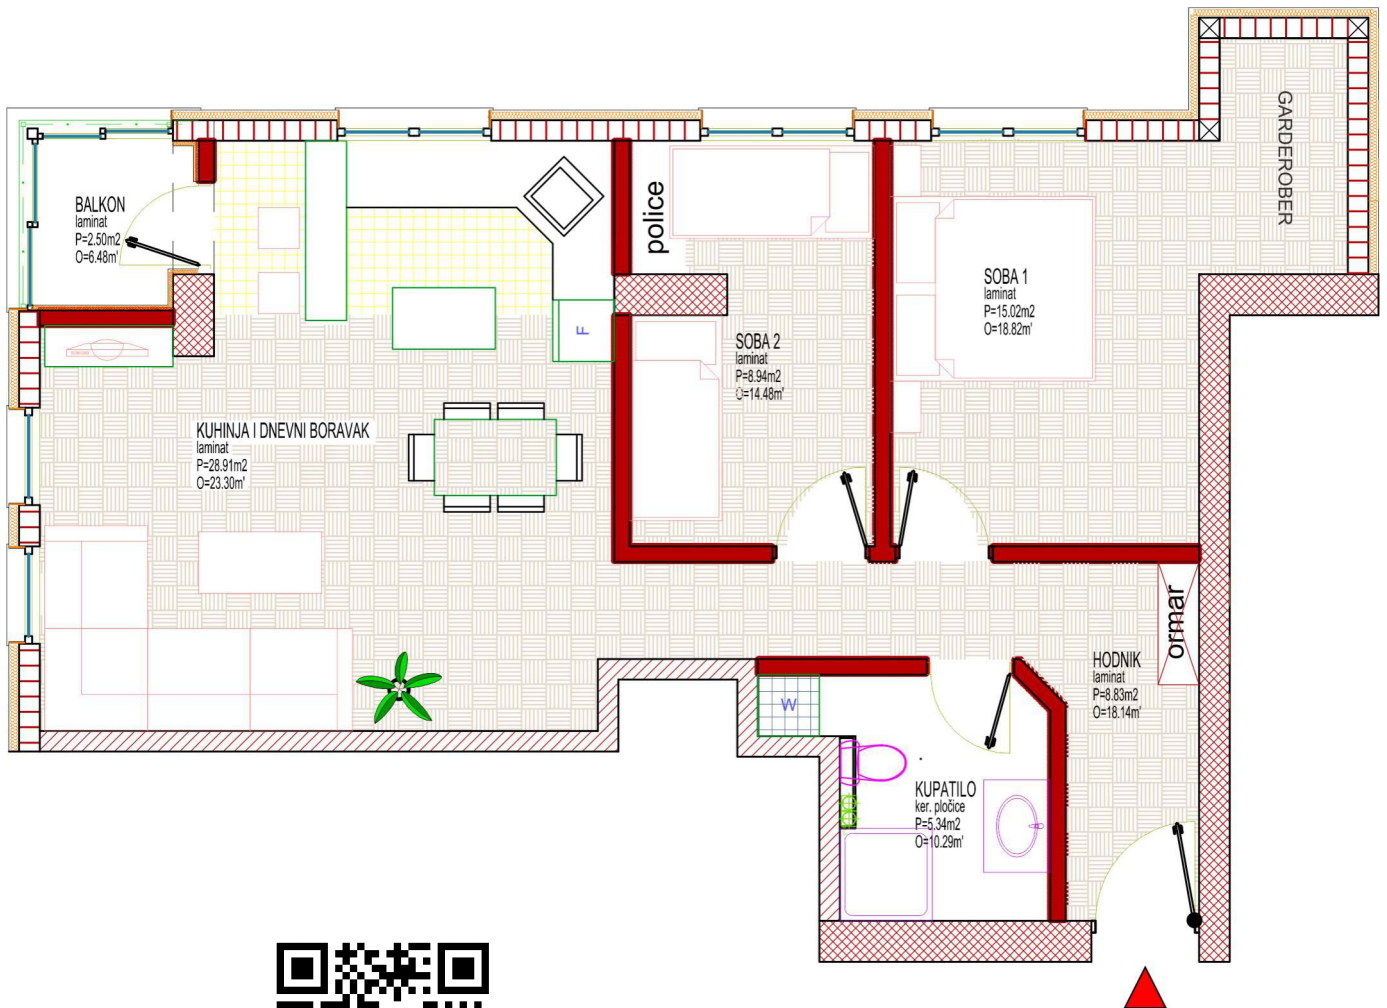 GARDEROBER
BALKON
laminat
P=2.50m2
O=6.48m'
police
SOBA 1
laminat
P=15.02m2
O=18.82m'
F
SOBA 2
laminat
P=8.94m2
O=14.48m'
KUHINJA I DNEVNI BORAVAK
laminat
P=28.91m2
O=23.30m'
ormar
HODNIK
laminat
P=8.83m2
O=18.14m'
W
KUPATILO
ker. pločice
P=5.34m2
O=10.29m'